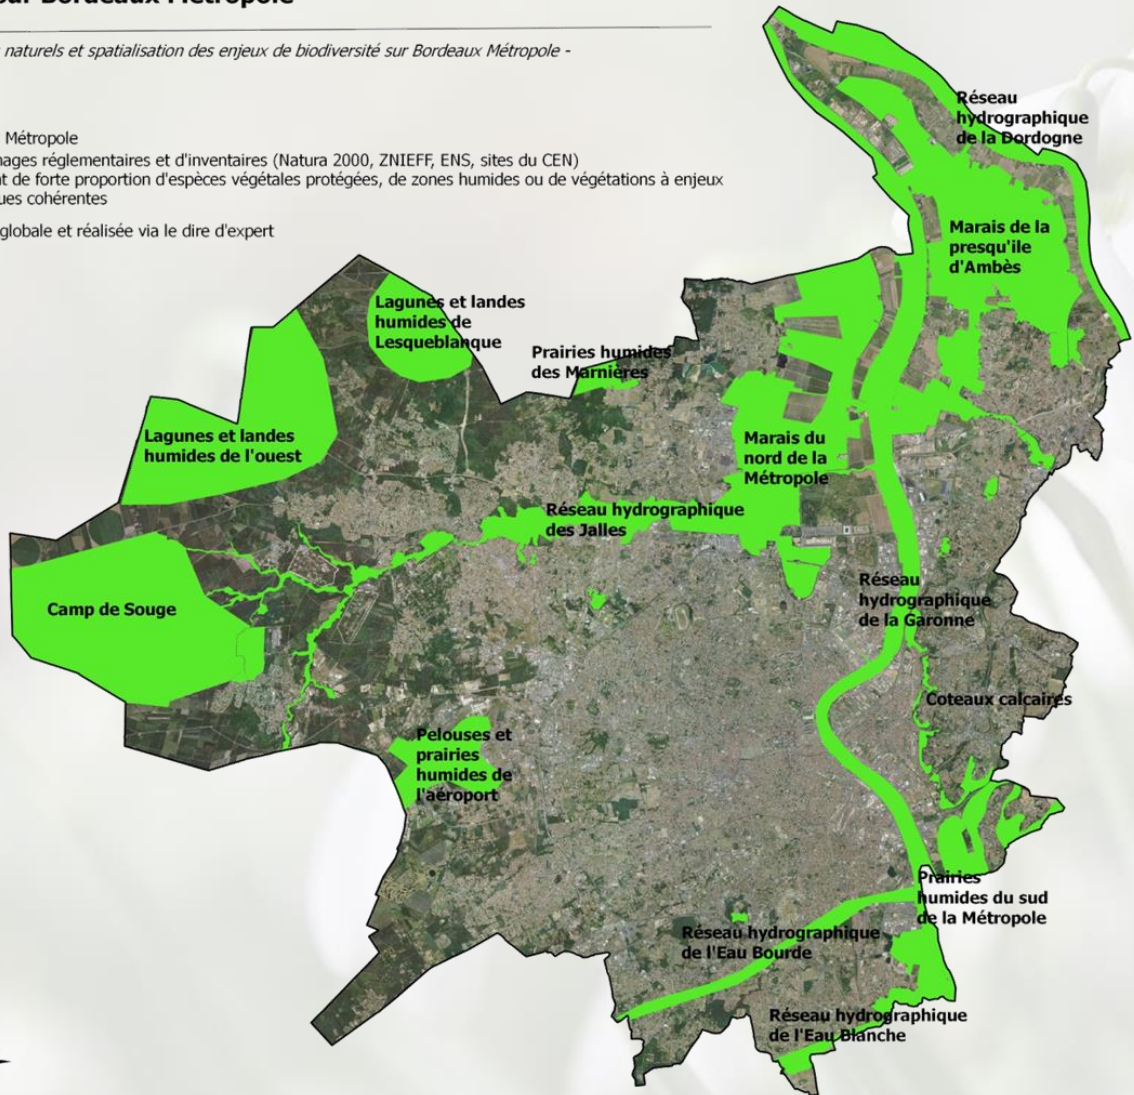 sur Bordeaux Métropole
naturels et spatialisation des enjeux de biodiversité sur Bordeaux Métropole -
Métropole
nages réglementaires et d'inventaires (Natura 2000, ZNIEFF, ENS, sites du CEN)
nt de forte proportion d'espèces végétales protégées, de zones humides ou de végétations à enjeux
ques cohérentes
globale et réalisée via le dire d'expert
Réseau
hydrographique
de la Dordogne
Marais de la
presqu'ile
d'Ambès
Lagunes et landes
humides de
Lesqueblanque
Prairies humides
des Marnières
Lagunes et landes
humides de l'ouest
Marais du
nord de la
Métropole
Réseau hydrographique
des Jalles
Camp de Souge
Réseau
hydrographique
de la Garonne
Coteaux calcaires
Pelouses et
prairies
humides de
l'aéroport
Prairies
humides du sud
de la Métropole
Réseau hydrographique
de l'Eau Bourde
Réseau hydrographique
de l'Eau Blanche